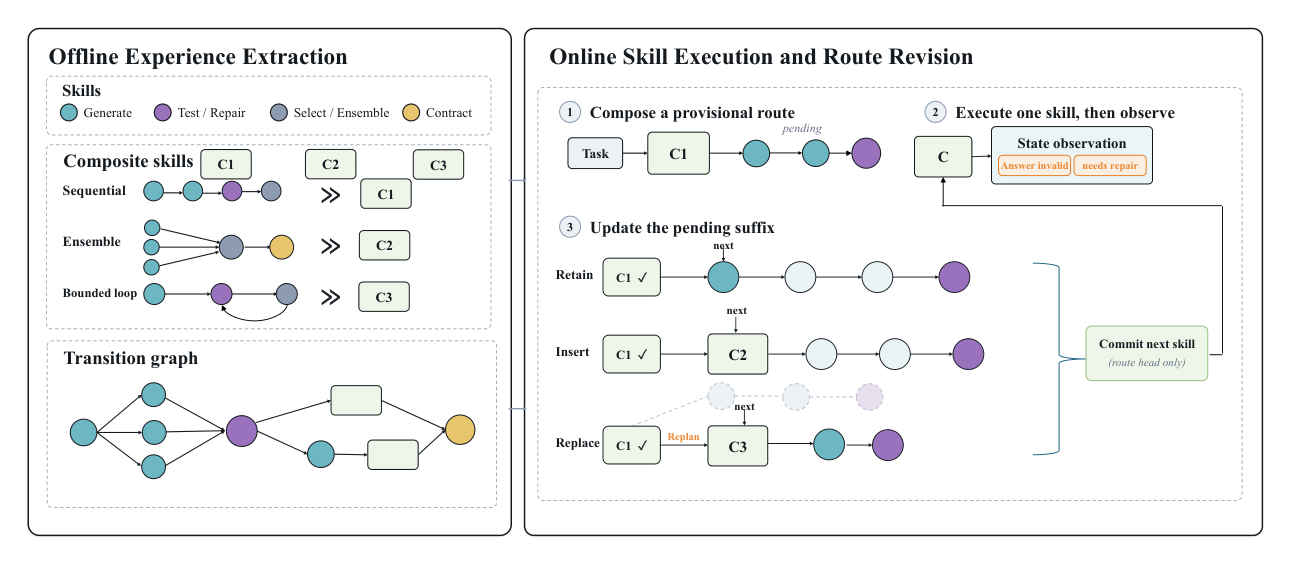 Offline Experience Extraction
Skills
Generate
Test / Repair
Select / Ensemble
Contract
Composite skills
C1
C2
C3
Sequential
C1
Ensemble
C2
Bounded loop
C3
Transition graph
Online Skill Execution and Route Revision
1 Compose a provisional route
pending
Task
C1
2 Execute one skill, then observe
C
State observation
Answer invalid
needs repair
3 Update the pending suffix
next
Retain
C1 ✓
next
Insert
C1 ✓
C2
next
Replace
C1 ✓
Replan
C3
Commit next skill
(route head only)